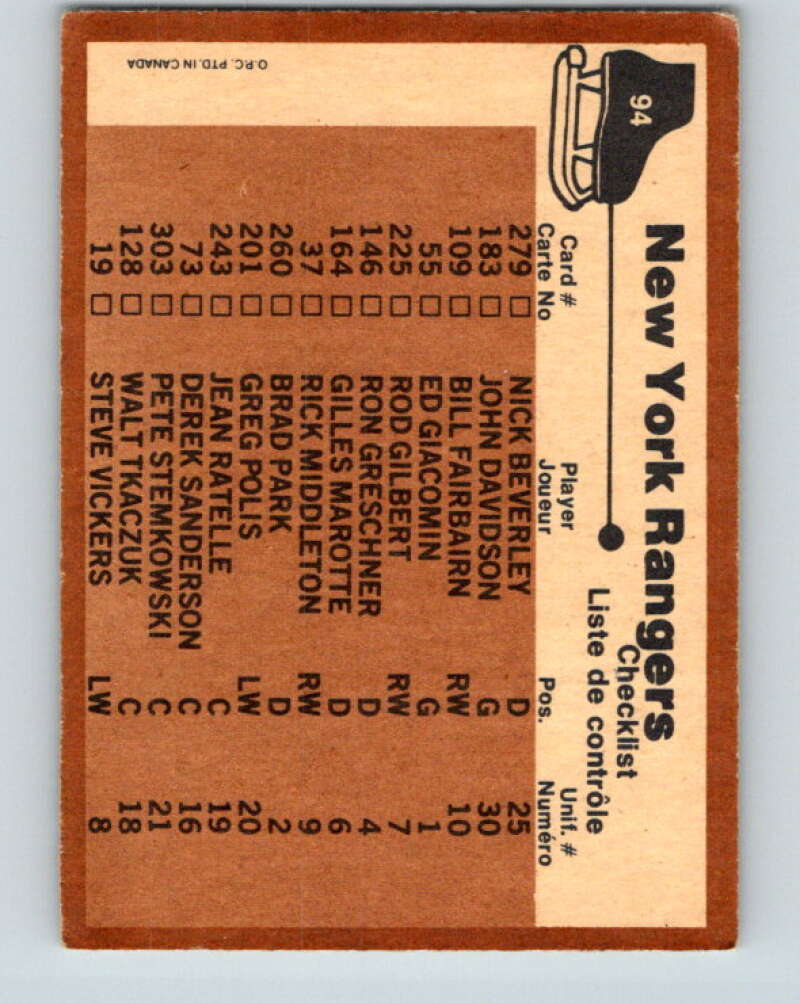 94
New York Rangers
Checklist
Liste de contrôle
Card # Player Pos. Unif. #
Carte No Joueur Numéro
279 □ NICK BEVERLEY D 25
183 □ JOHN DAVIDSON G 30
109 □ BILL FAIRBAIRN RW 10
55 □ ED GIACOMIN G 1
225 □ ROD GILBERT RW 7
146 □ RON GRESCHNER D 4
164 □ GILLES MAROTTE D 6
37 □ RICK MIDDLETON RW 9
260 □ BRAD PARK D 2
201 □ GREG POLIS LW 20
243 □ JEAN RATELLE C 19
73 □ DEREK SANDERSON C 16
303 □ PETE STEMKOWSKI C 21
128 □ WALT TKACZUK C 18
19 □ STEVE VICKERS LW 8
O.P.C. PTD. IN CANADA